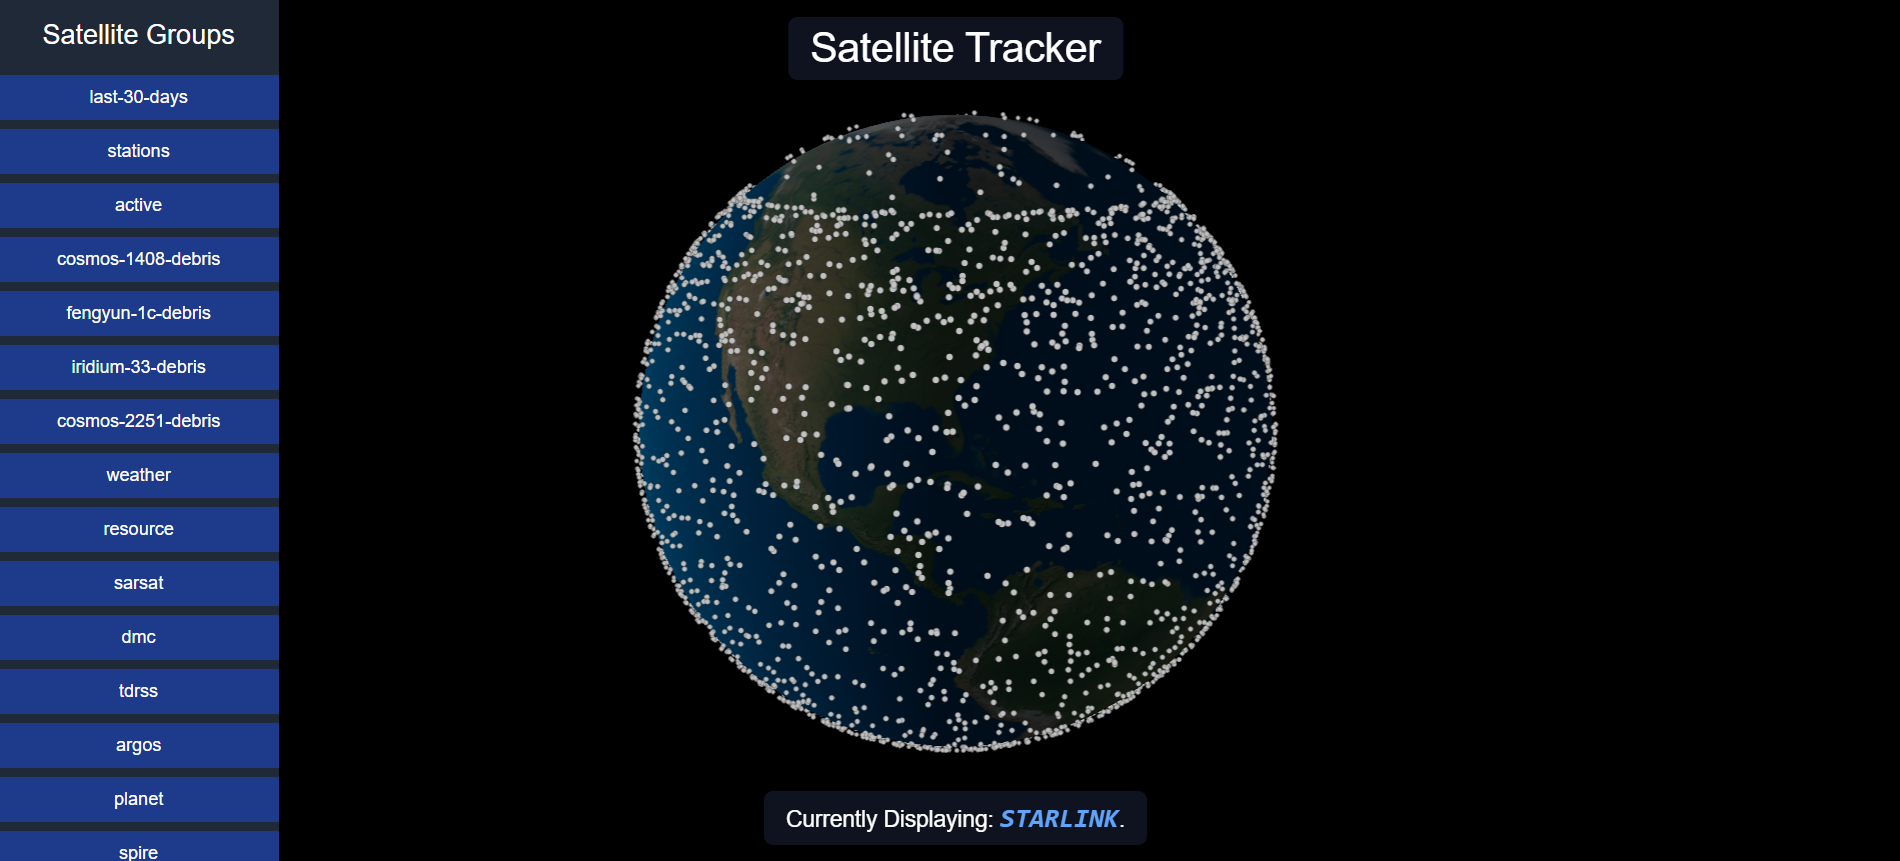 Satellite Groups
last-30-days
stations
active
cosmos-1408-debris
fengyun-1c-debris
iridium-33-debris
cosmos-2251-debris
weather
resource
sarsat
dmc
tdrss
argos
planet
spire
Satellite Tracker
Currently Displaying: STARLINK.